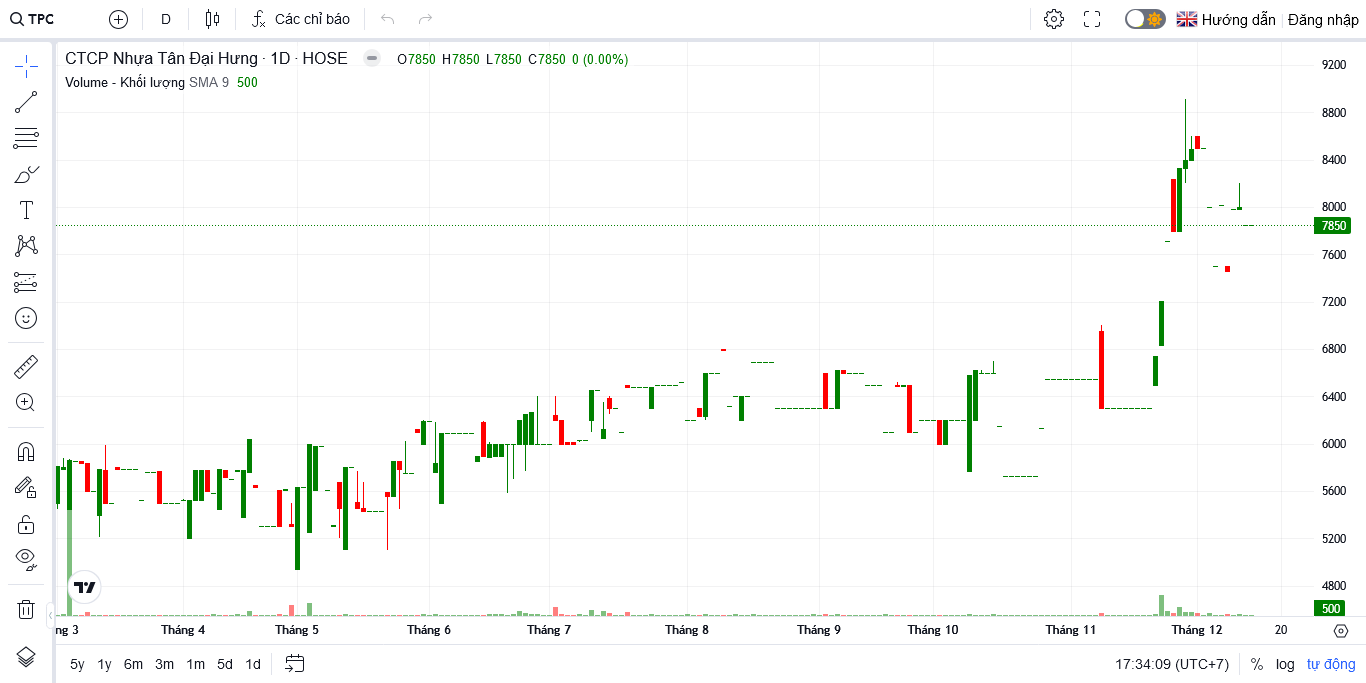 TPC D Các chỉ báo Hướng dẫn Đăng nhập
CTCP Nhựa Tân Đại Hưng · 1D · HOSE O7850 H7850 L7850 C7850 0 (0.00%)
Volume - Khối lượng SMA 9 500
9200
8800
8400
8000
7850
7600
7200
6800
6400
6000
5600
5200
4800
500
ng 3 Tháng 4 Tháng 5 Tháng 6 Tháng 7 Tháng 8 Tháng 9 Tháng 10 Tháng 11 Tháng 12 20
5y 1y 6m 3m 1m 5d 1d 17:34:09 (UTC+7) % log tự động